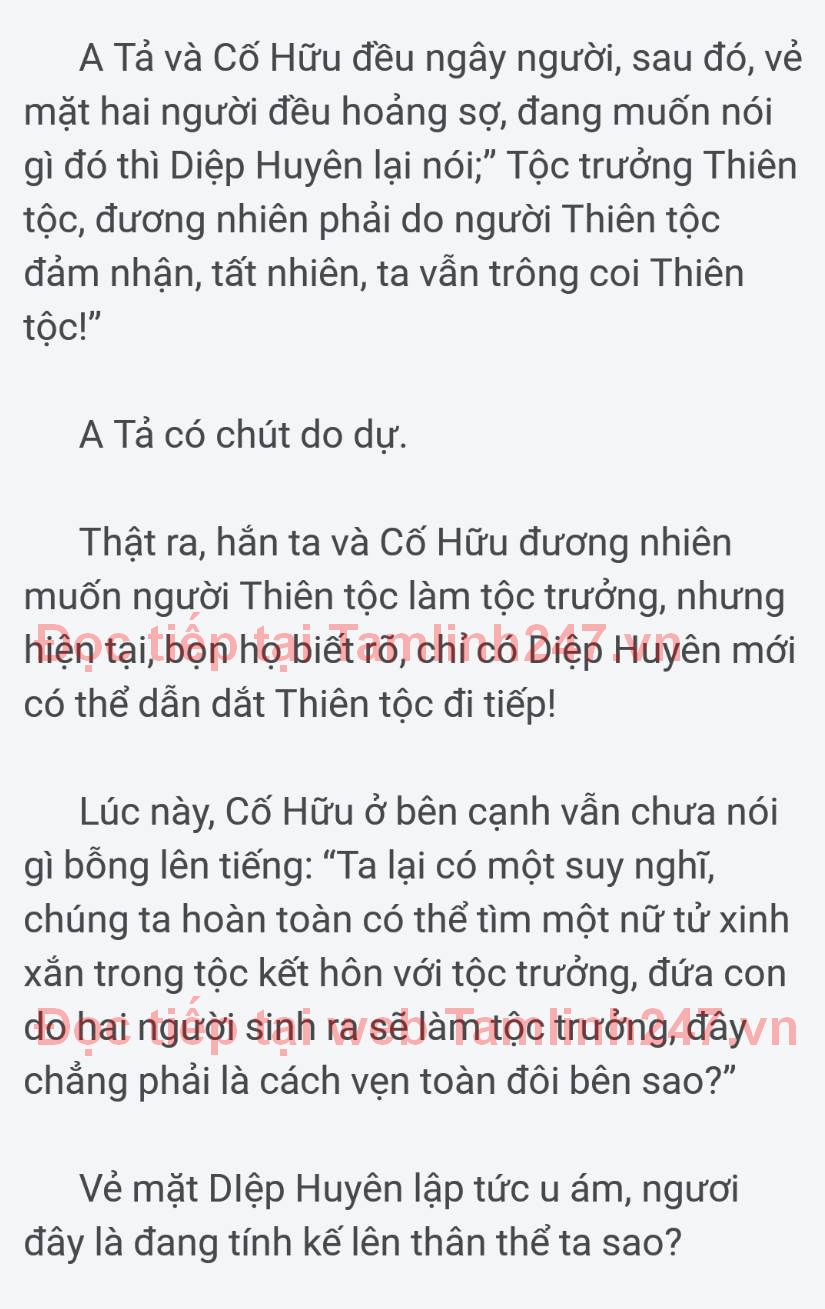 A Tả và Cố Hữu đều ngây người, sau đó, vẻ
mặt hai người đều hoảng sợ, đang muốn nói
gì đó thì Diệp Huyên lại nói;” Tộc trưởng Thiên
tộc, đương nhiên phải do người Thiên tộc
đảm nhận, tất nhiên, ta vẫn trông coi Thiên
tộc!”
A Tả có chút do dự.
Thật ra, hắn ta và Cố Hữu đương nhiên
muốn người Thiên tộc làm tộc trưởng, nhưng
hiện tại, bọn họ biết rõ, chỉ có Diệp Huyên mới
Đọc tiếp tại Tamlinh247.vn
có thể dẫn dắt Thiên tộc đi tiếp!
Lúc này, Cố Hữu ở bên cạnh vẫn chưa nói
gì bỗng lên tiếng: “Ta lại có một suy nghĩ,
chúng ta hoàn toàn có thể tìm một nữ tử xinh
xắn trong tộc kết hôn với tộc trưởng, đứa con
do hai người sinh ra sẽ làm tộc trưởng, đây
Đọc tiếp tại web Tamlinh247.vn
chẳng phải là cách vẹn toàn đôi bên sao?”
Vẻ mặt DIệp Huyên lập tức u ám, ngươi
đây là đang tính kế lên thân thể ta sao?